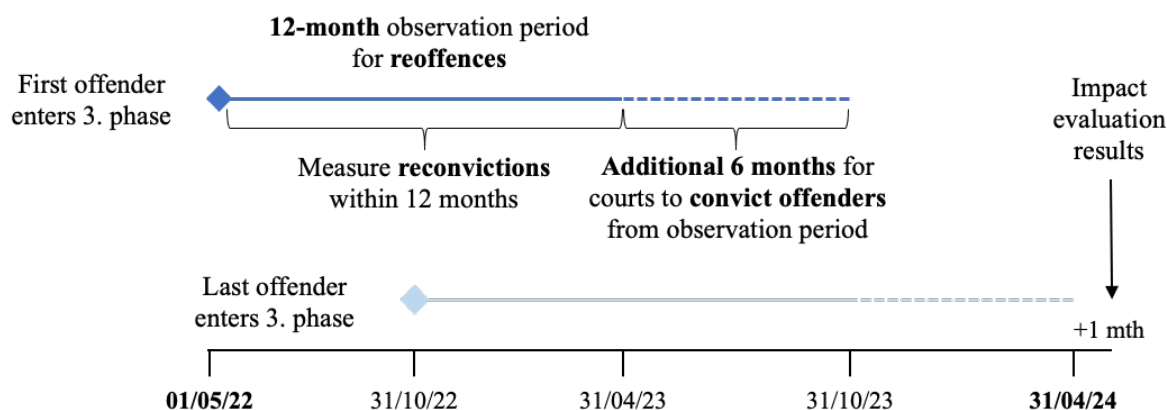 12-month observation period
for reoffences
First offender
enters 3. phase
Impact
evaluation
results
Measure reconvictions
within 12 months
Additional 6 months for
courts to convict offenders
from observation period
Last offender
enters 3. phase
+1 mth
01/05/22
31/10/22
31/04/23
31/10/23
31/04/24